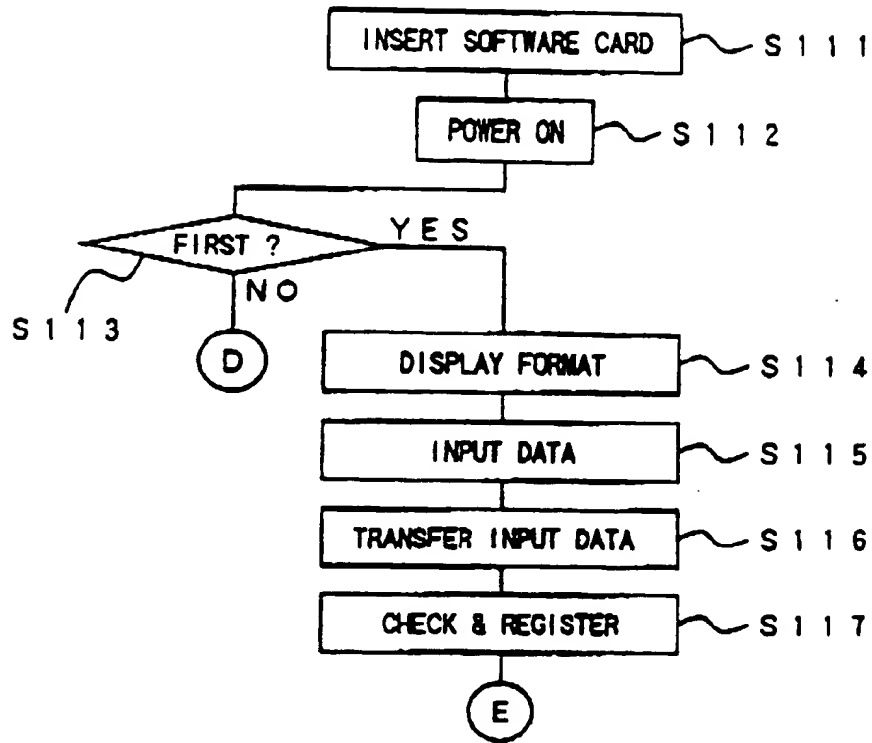 INSERT SOFTWARE CARD
S111
POWER ON
S112
FIRST ?
YES
NO
S113
D
DISPLAY FORMAT
S114
INPUT DATA
S115
TRANSFER INPUT DATA
S116
CHECK & REGISTER
S117
E